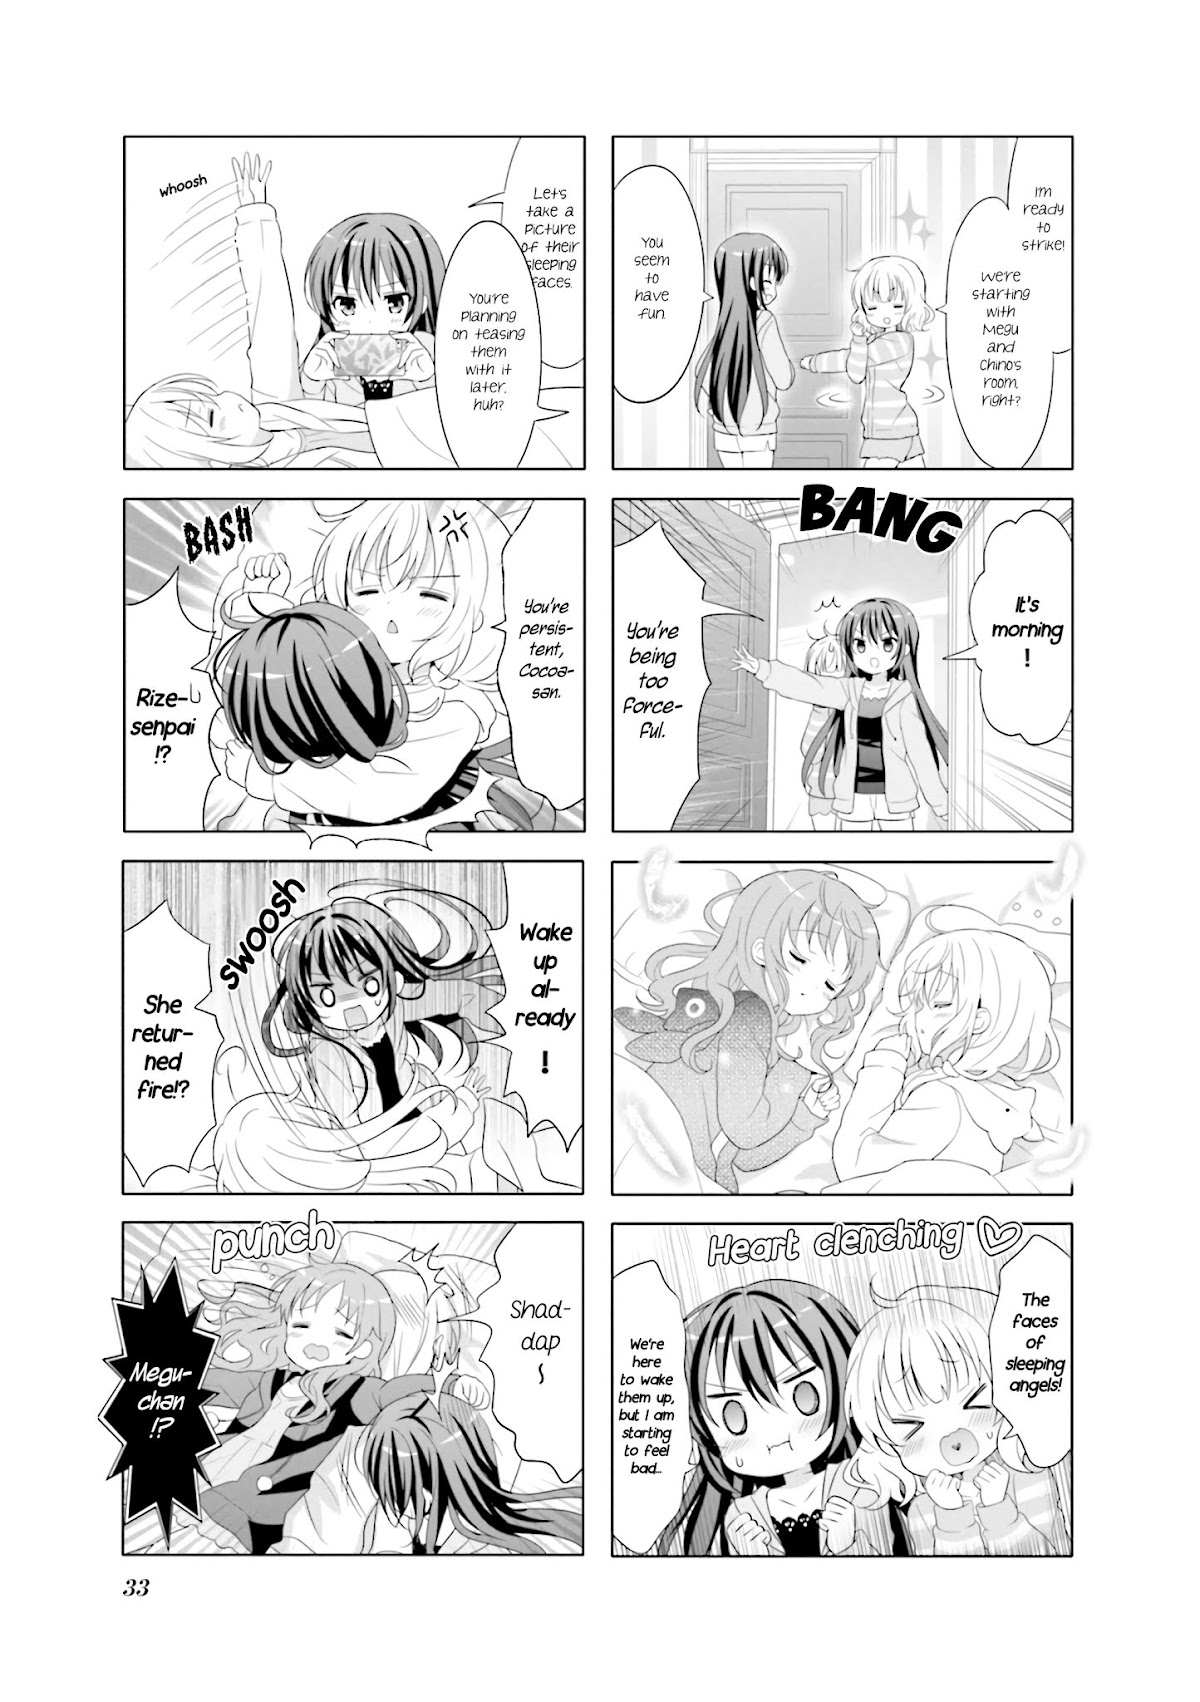 I'm
ready
to
strike!
We're
starting
with
Megu
and
Chino's
room,
right?
You
seem
to
have
fun.
BANG
It's
morning
!
You're
being
too
force-
ful.
Heart clenching ♡
The
faces
of
sleeping
angels!
We're
here
to wake
them up,
but I am
starting
to feel
bad...
whoosh
Let's
take a
picture
of their
sleeping
faces.
You're
planning
on teasing
them
with it
later,
huh?
BASH
You're
persis-
tent,
Cocoa-
san.
Rize-
senpai
!?
swoosh
Wake
up
al-
ready
!
She
retur-
ned
fire!?
punch
Shad-
dap
~
Megu-
chan
!?
33